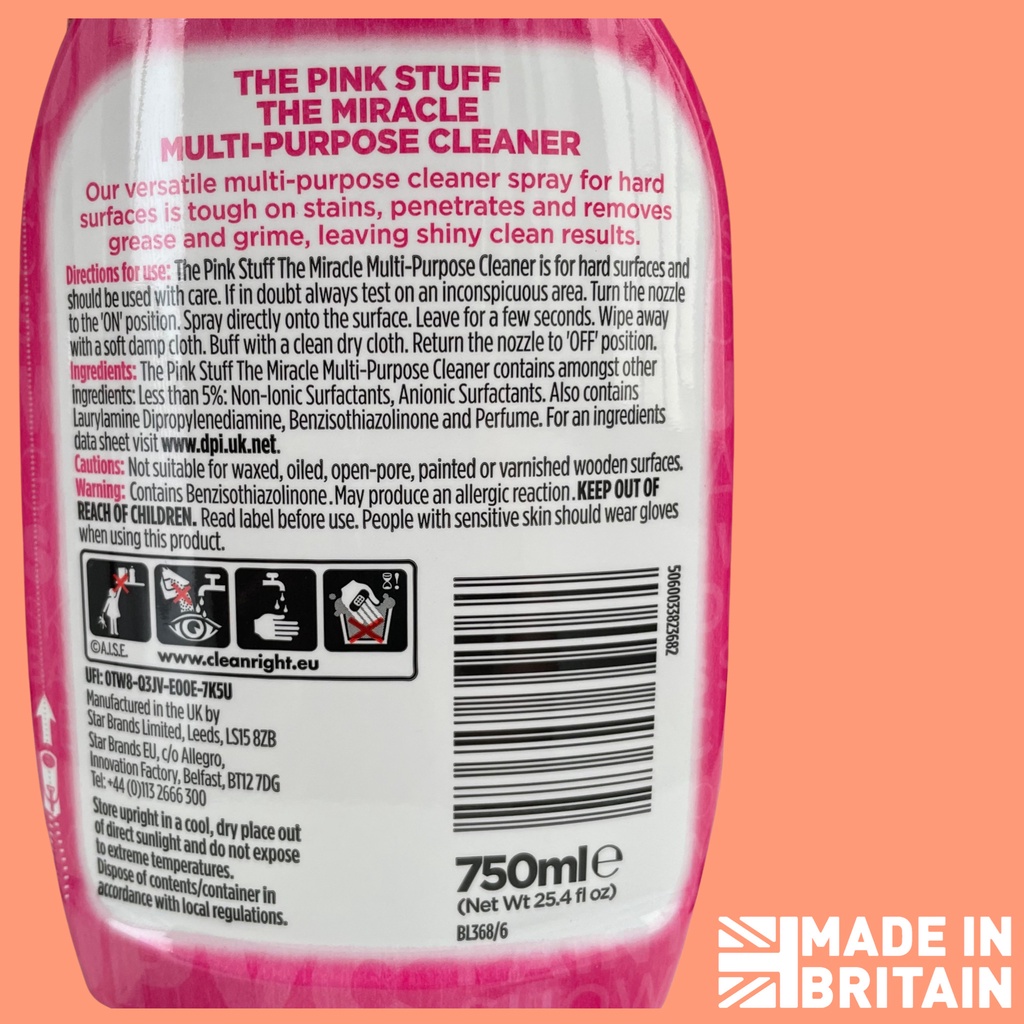 THE PINK STUFF
THE MIRACLE
MULTI-PURPOSE CLEANER
Our versatile multi-purpose cleaner spray for hard
surfaces is tough on stains, penetrates and removes
grease and grime, leaving shiny clean results.
Directions for use: The Pink Stuff The Miracle Multi-Purpose Cleaner is for hard surfaces and
should be used with care. If in doubt always test on an inconspicuous area. Turn the nozzle
to the 'ON' position. Spray directly onto the surface. Leave for a few seconds. Wipe away
with a soft damp cloth. Buff with a clean dry cloth. Return the nozzle to 'OFF' position.
Ingredients: The Pink Stuff The Miracle Multi-Purpose Cleaner contains amongst other
ingredients: Less than 5%: Non-Ionic Surfactants, Anionic Surfactants. Also contains
Laurylamine Dipropylenediamine, Benzisothiazolinone and Perfume. For an ingredients
data sheet visit www.dpi.uk.net.
Cautions: Not suitable for waxed, oiled, open-pore, painted or varnished wooden surfaces.
Warning: Contains Benzisothiazolinone. May produce an allergic reaction. KEEP OUT OF
REACH OF CHILDREN. Read label before use. People with sensitive skin should wear gloves
when using this product.
©A.I.S.E.
www.cleanright.eu
UFI: 0TW8-Q3JV-E00E-7K5U
Manufactured in the UK by
Star Brands Limited, Leeds, LS15 8ZB
Star Brands EU, c/o Allegro,
Innovation Factory, Belfast, BT12 7DG
Tel: +44 (0)113 2666 300
Store upright in a cool, dry place out
of direct sunlight and do not expose
to extreme temperatures.
Dispose of contents/container in
accordance with local regulations.
5060033823682
750ml e
(Net Wt 25.4 fl oz)
BL368/6
MADE IN
BRITAIN